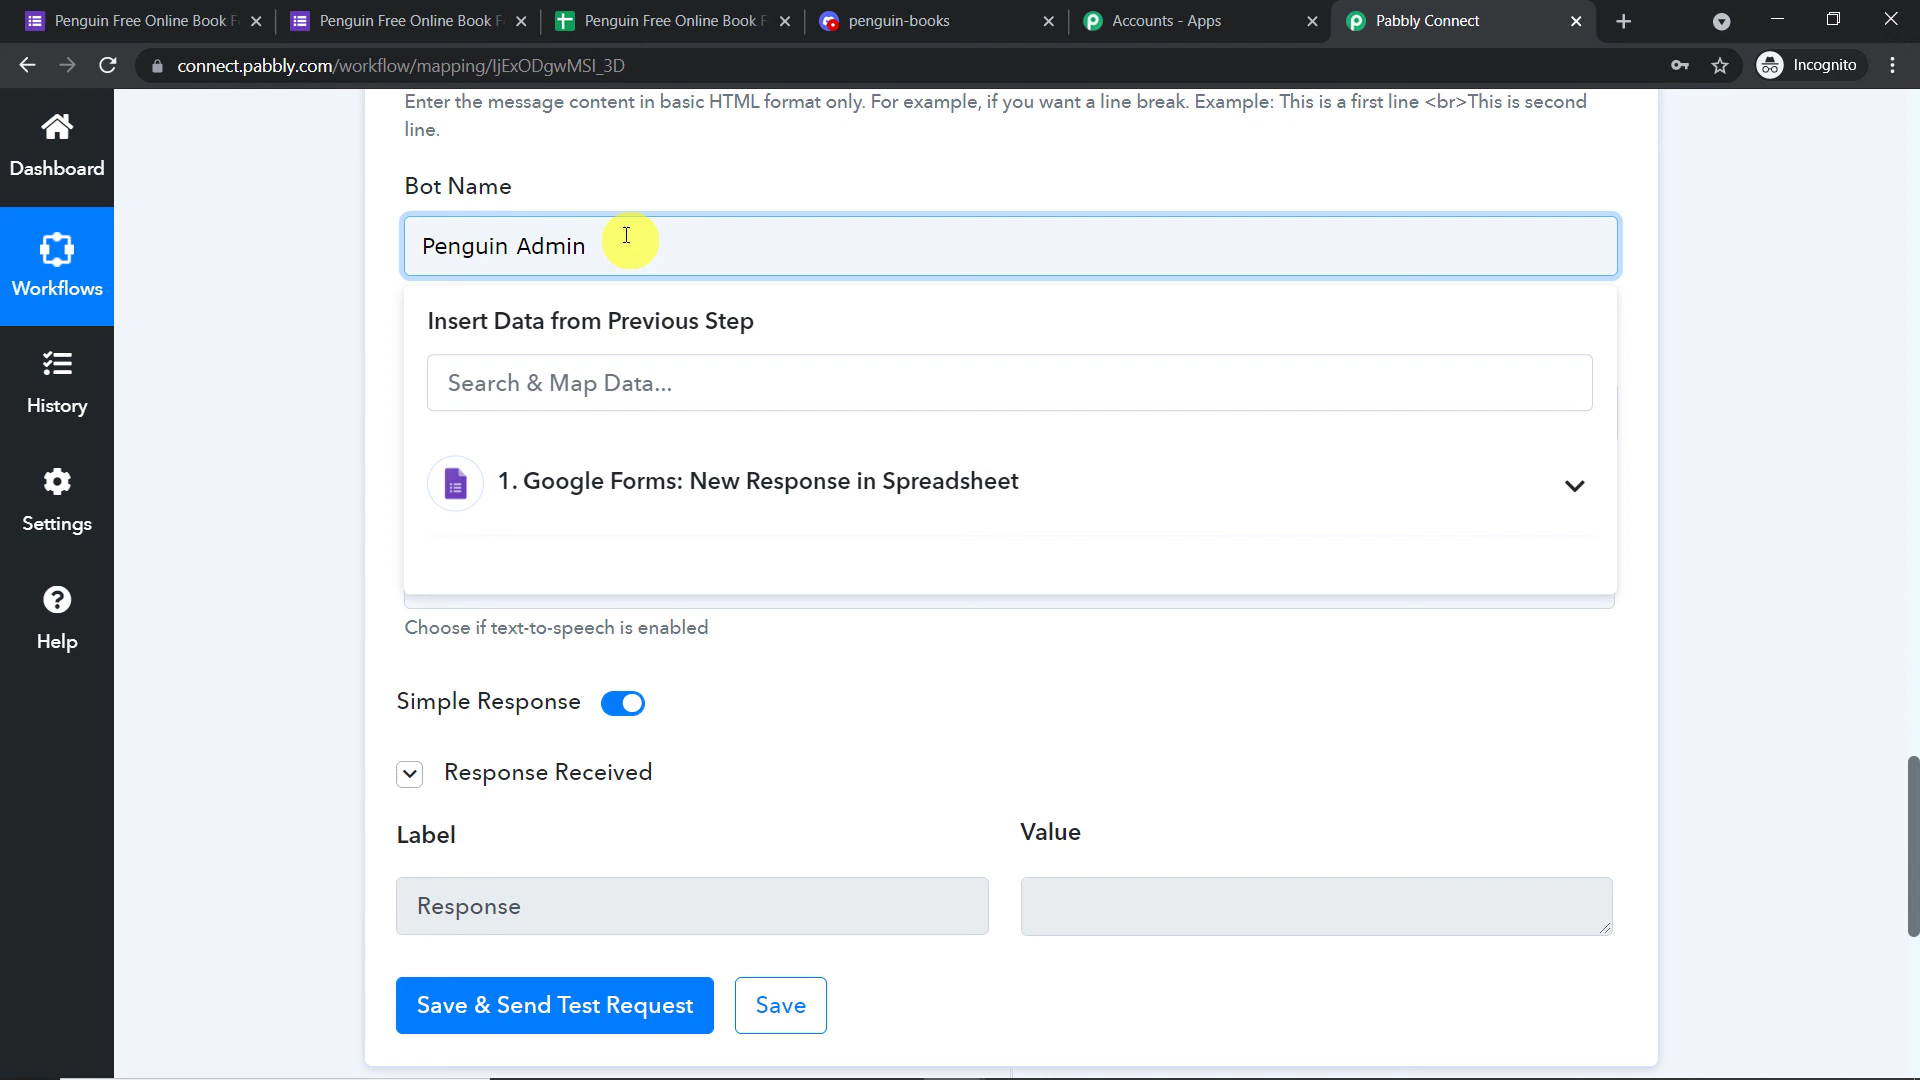 Penguin Free Online Book F
Penguin Free Online Book F
Penguin Free Online Book F
penguin-books
Accounts - Apps
Pabbly Connect
connect.pabbly.com/workflow/mapping/IjExODgwMSI_3D
Incognito
Enter the message content in basic HTML format only. For example, if you want a line break. Example: This is a first line <br>This is second
line.
Dashboard
Bot Name
Penguin Admin
Workflows
Insert Data from Previous Step
Search & Map Data...
History
1. Google Forms: New Response in Spreadsheet
Settings
Choose if text-to-speech is enabled
Help
Simple Response
Response Received
Label
Value
Response
Save & Send Test Request
Save